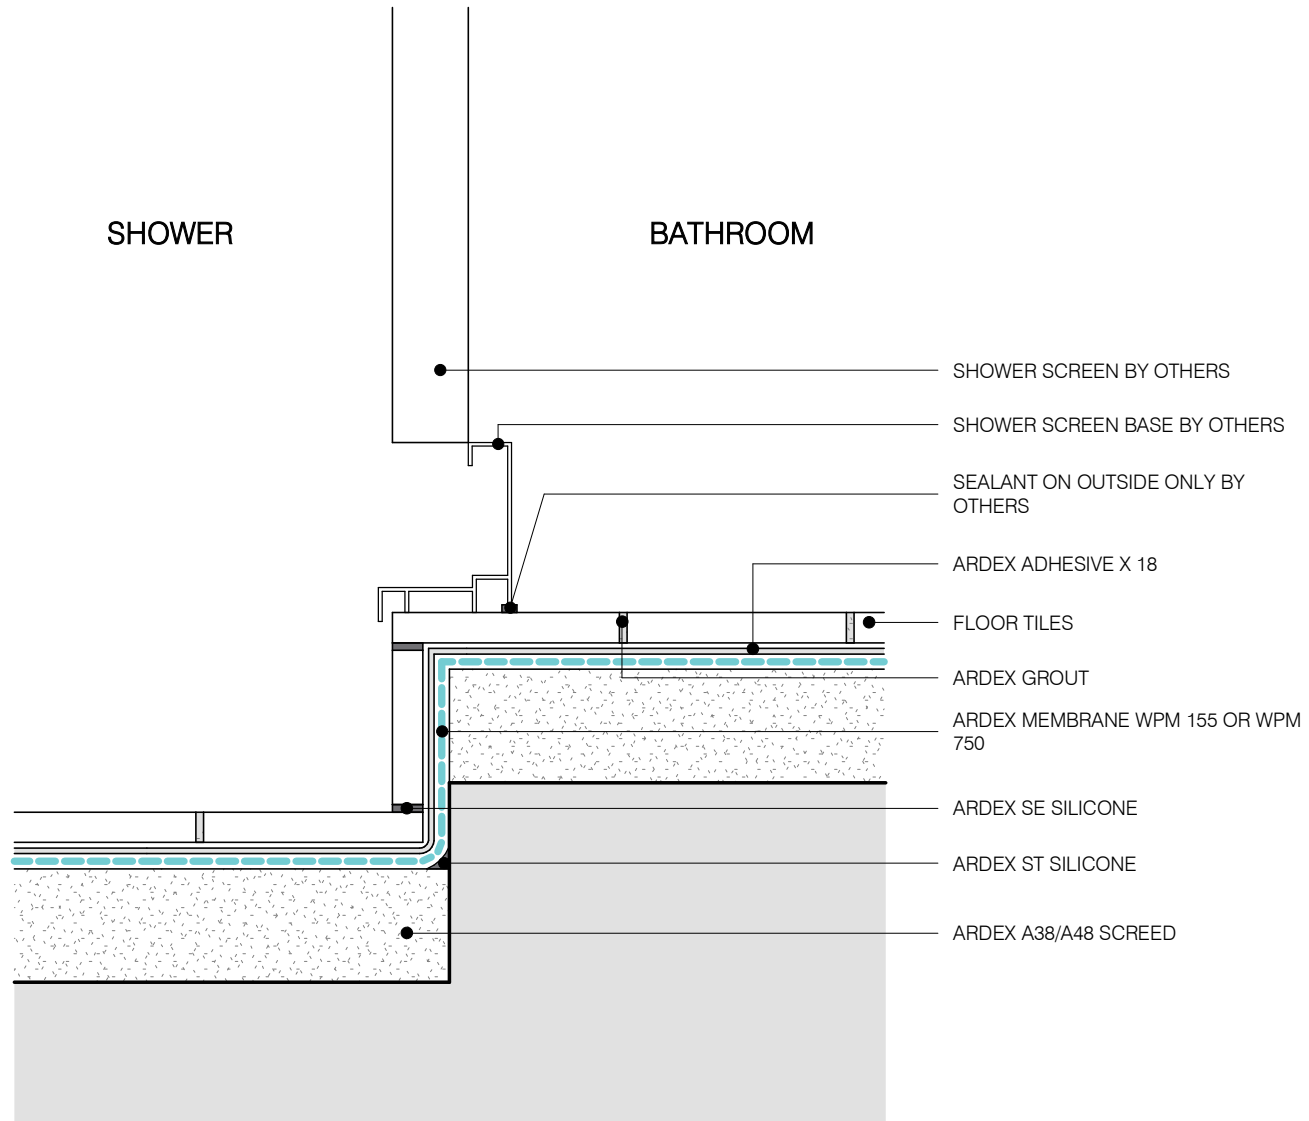 SHOWER
BATHROOM
SHOWER SCREEN BY OTHERS
SHOWER SCREEN BASE BY OTHERS
SEALANT ON OUTSIDE ONLY BY
OTHERS
ARDEX ADHESIVE X 18
FLOOR TILES
ARDEX GROUT
ARDEX MEMBRANE WPM 155 OR WPM
750
ARDEX SE SILICONE
ARDEX ST SILICONE
ARDEX A38/A48 SCREED